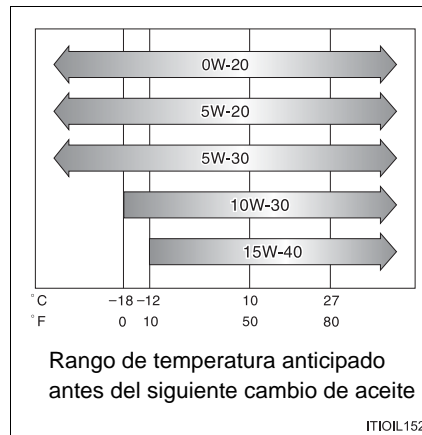 0W-20
5W-20
5W-30
10W-30
15W-40
°C −18 −12 10 27
°F 0 10 50 80
Rango de temperatura anticipado
antes del siguiente cambio de aceite
ITIOIL152